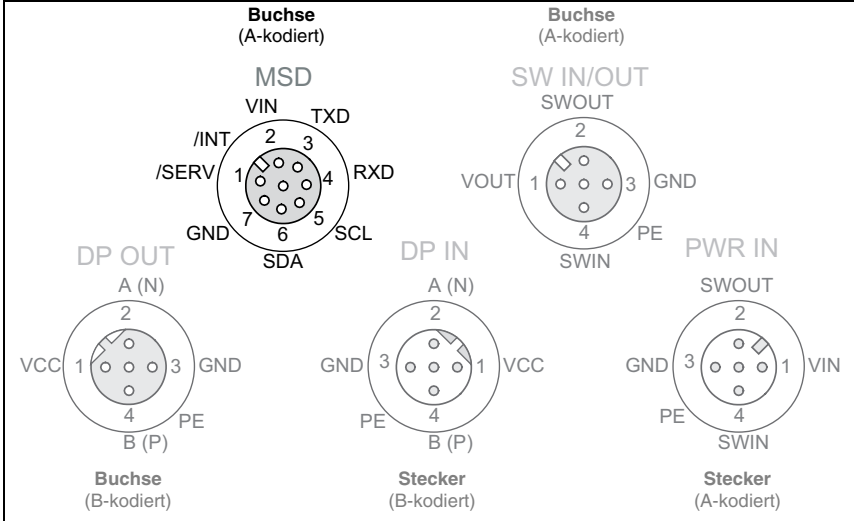 Buchse
(A-kodiert)
MSD
VIN
TXD
/INT
2
3
/SERV
1
4
RXD
7
5
GND
6
SCL
SDA
Buchse
(A-kodiert)
SW IN/OUT
SWOUT
2
VOUT
1
3
GND
4
PE
SWIN
DP OUT
A (N)
2
VCC
1
3
GND
4
PE
B (P)
Buchse
(B-kodiert)
DP IN
A (N)
2
GND
3
1
VCC
PE
4
B (P)
Stecker
(B-kodiert)
PWR IN
SWOUT
2
GND
3
1
VIN
PE
4
SWIN
Stecker
(A-kodiert)